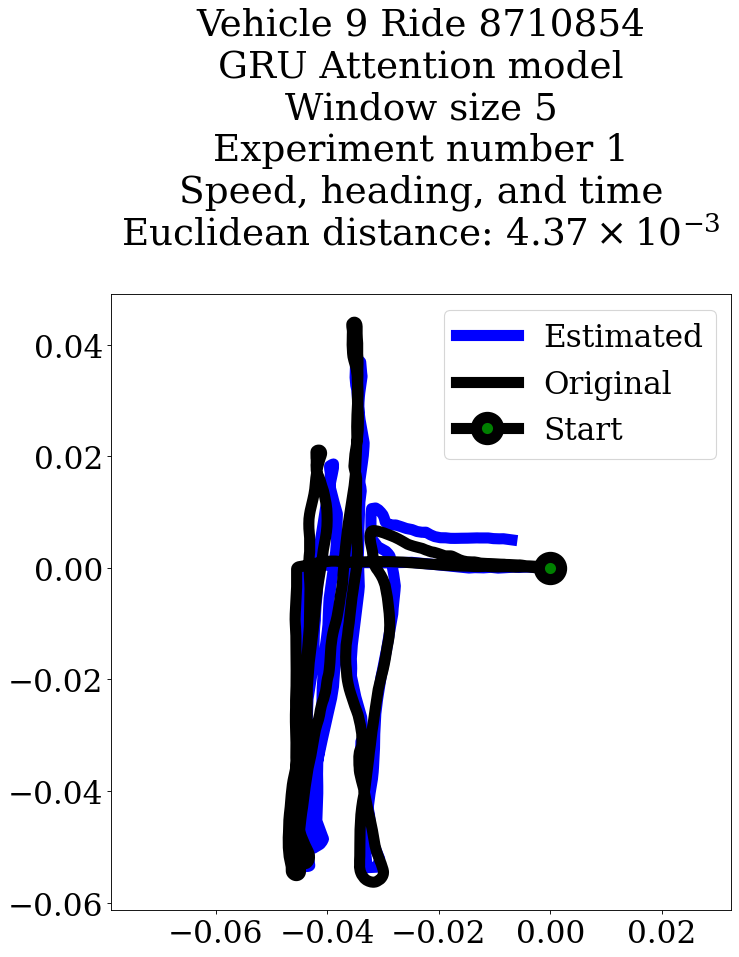 Vehicle 9 Ride 8710854
GRU Attention model
Window size 5
Experiment number 1
Speed, heading, and time
Euclidean distance: 4.37 × 10⁻³
Estimated
Original
Start
0.04
0.02
0.00
−0.02
−0.04
−0.06
−0.06 −0.04 −0.02 0.00 0.02